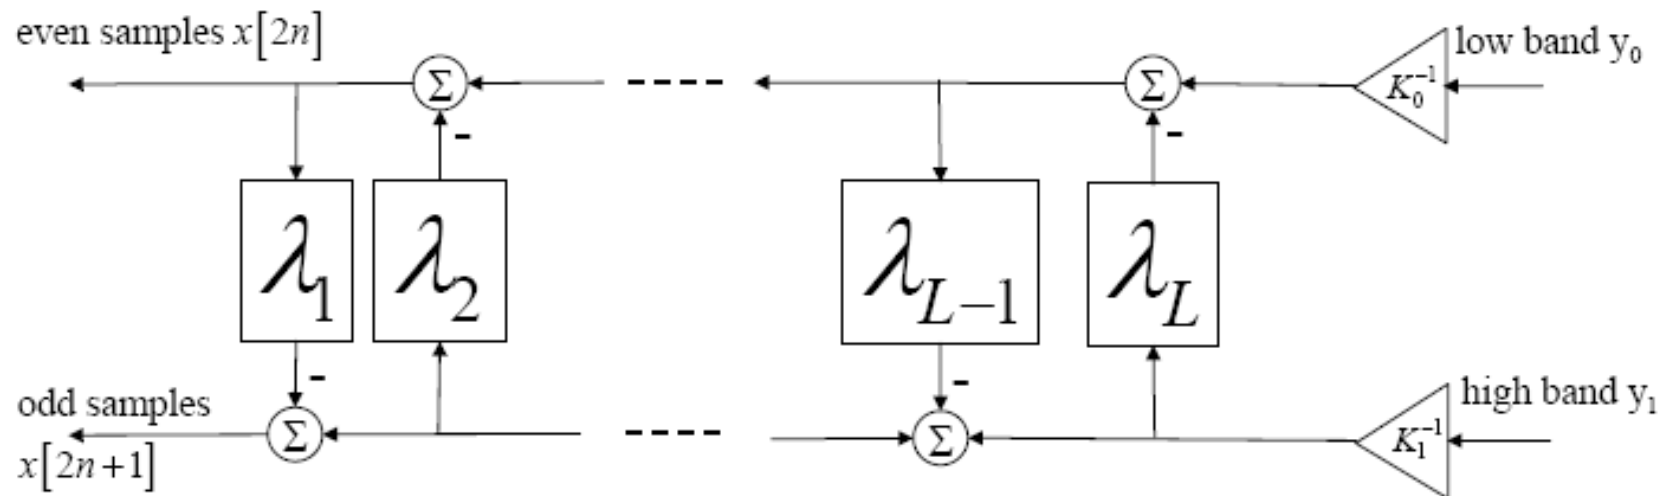 even samples x[2n]
Σ
- - - -
Σ
K₀⁻¹
low band y₀
-
-
λ₁
λ₂
λ_{L-1}
λ_L
-
-
odd samples
x[2n+1]
Σ
- - - -
Σ
K₁⁻¹
high band y₁